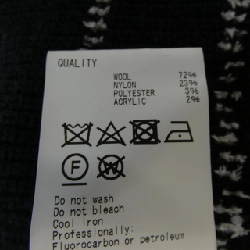 QUALITY
WOOL 72%
NYLON 23%
POLYESTER 3%
ACRYLIC 2%
F W
Do not wash
Do not bleach
Cool iron
Professionally:
Fluorocarbon or petroleum